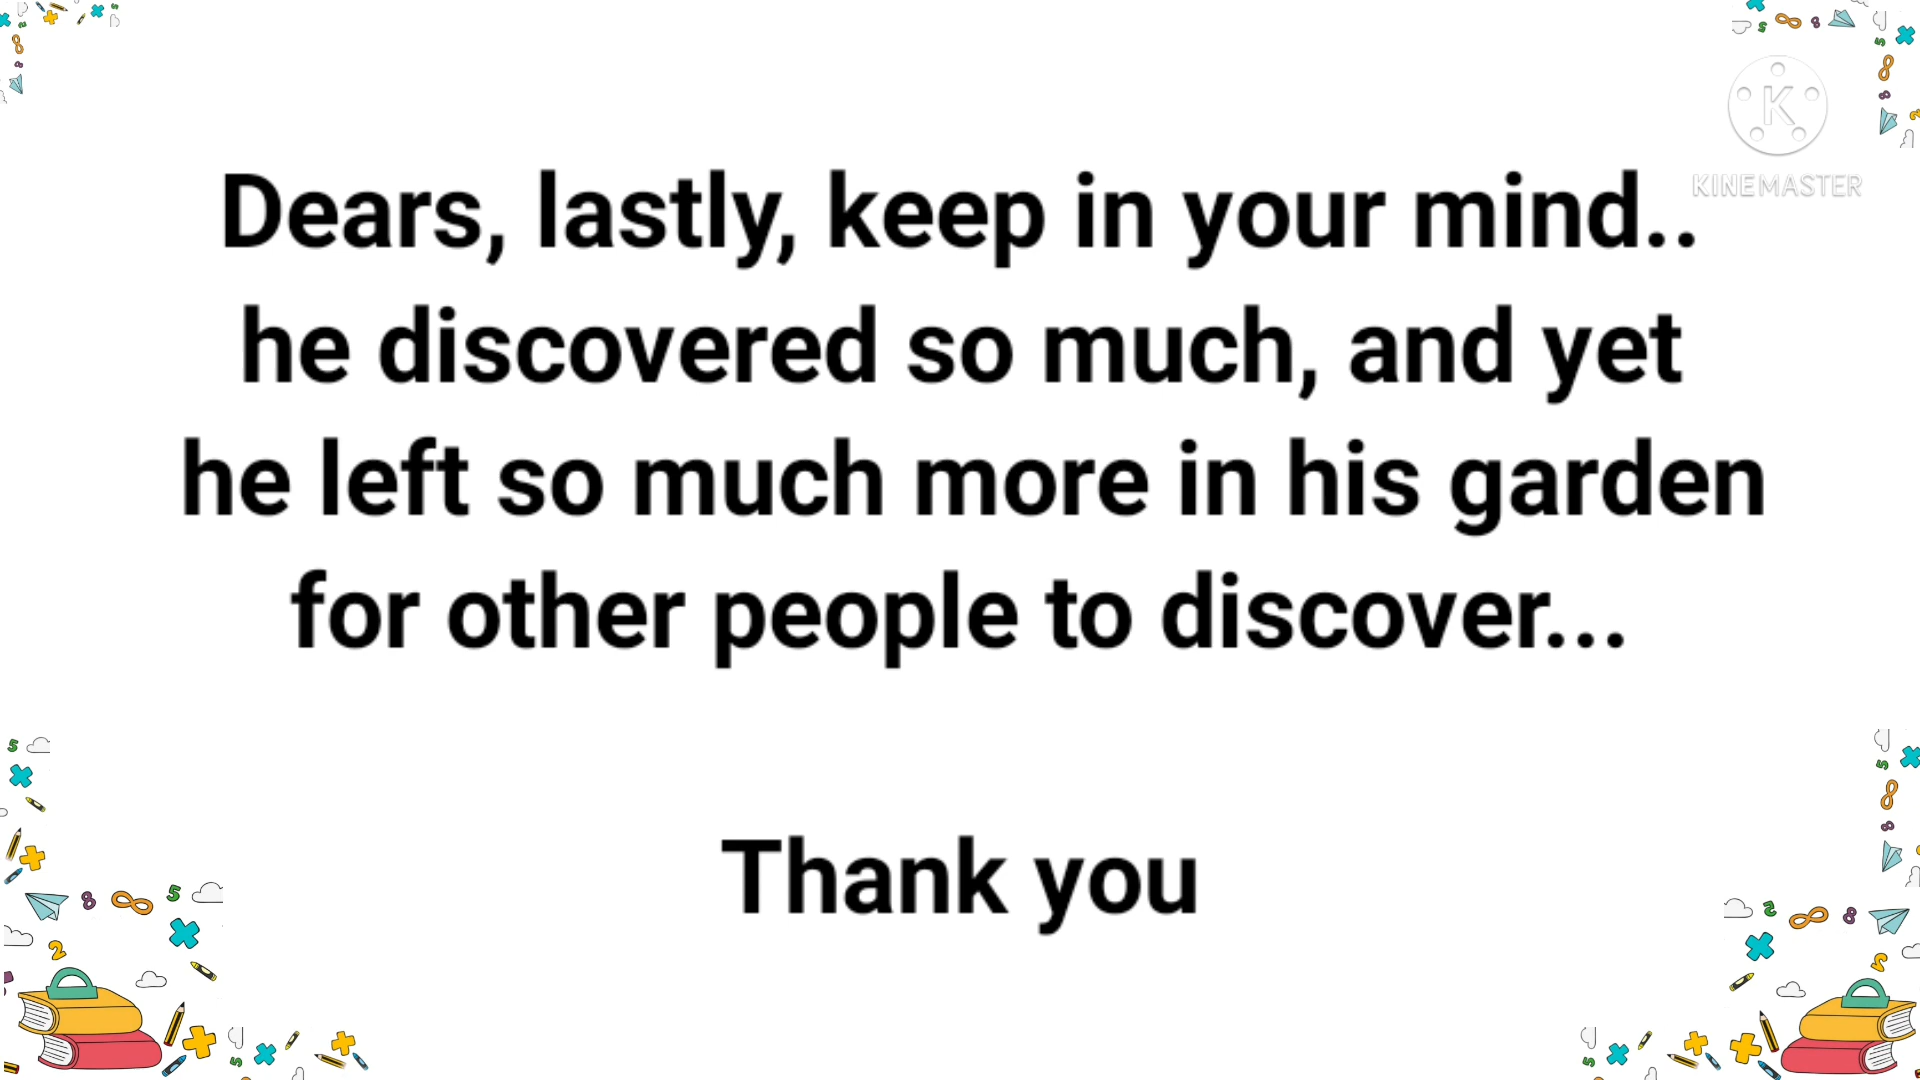 K
KINEMASTER
Dears, lastly, keep in your mind..
he discovered so much, and yet
he left so much more in his garden
for other people to discover...
Thank you